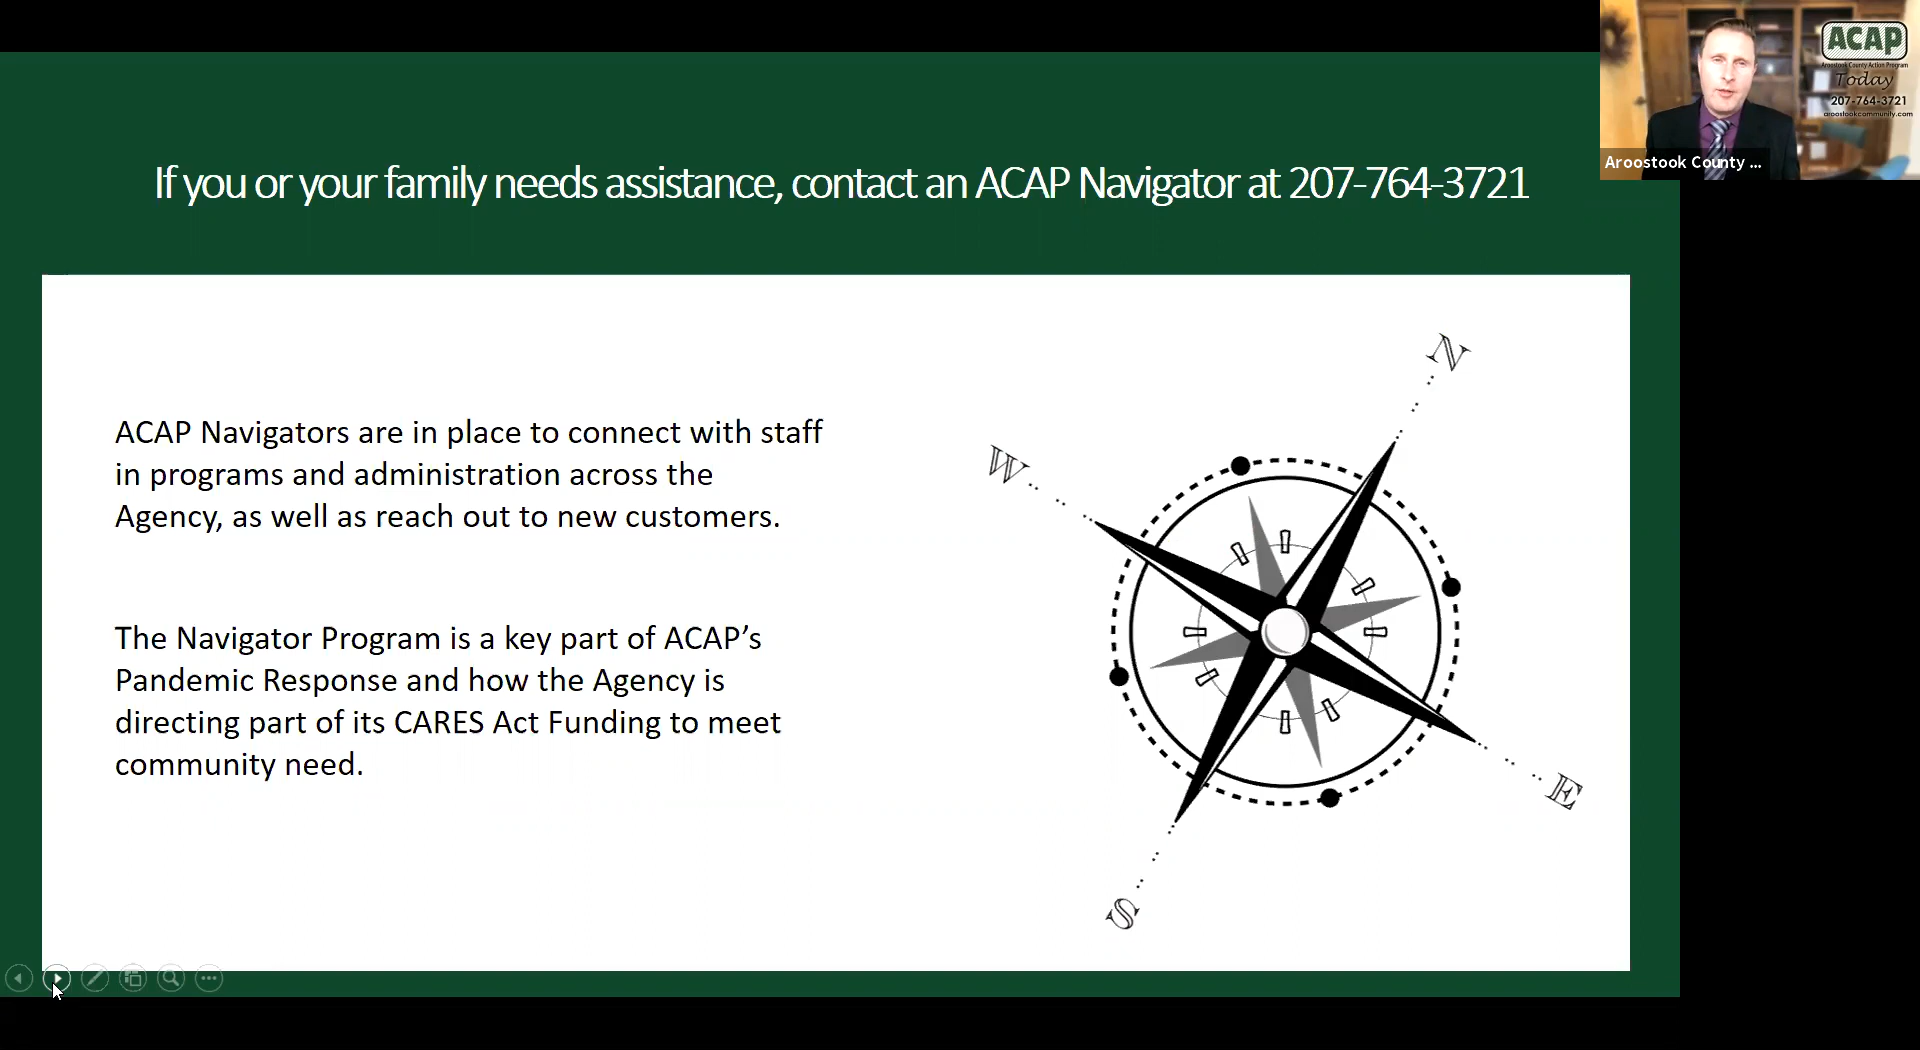 If you or your family needs assistance, contact an ACAP Navigator at 207-764-3721
ACAP
Aroostook County Action Program
Today
207-764-3721
aroostookcommunity.com
Aroostook County ...
ACAP Navigators are in place to connect with staff
in programs and administration across the
Agency, as well as reach out to new customers.
The Navigator Program is a key part of ACAP’s
Pandemic Response and how the Agency is
directing part of its CARES Act Funding to meet
community need.
N
W
E
S